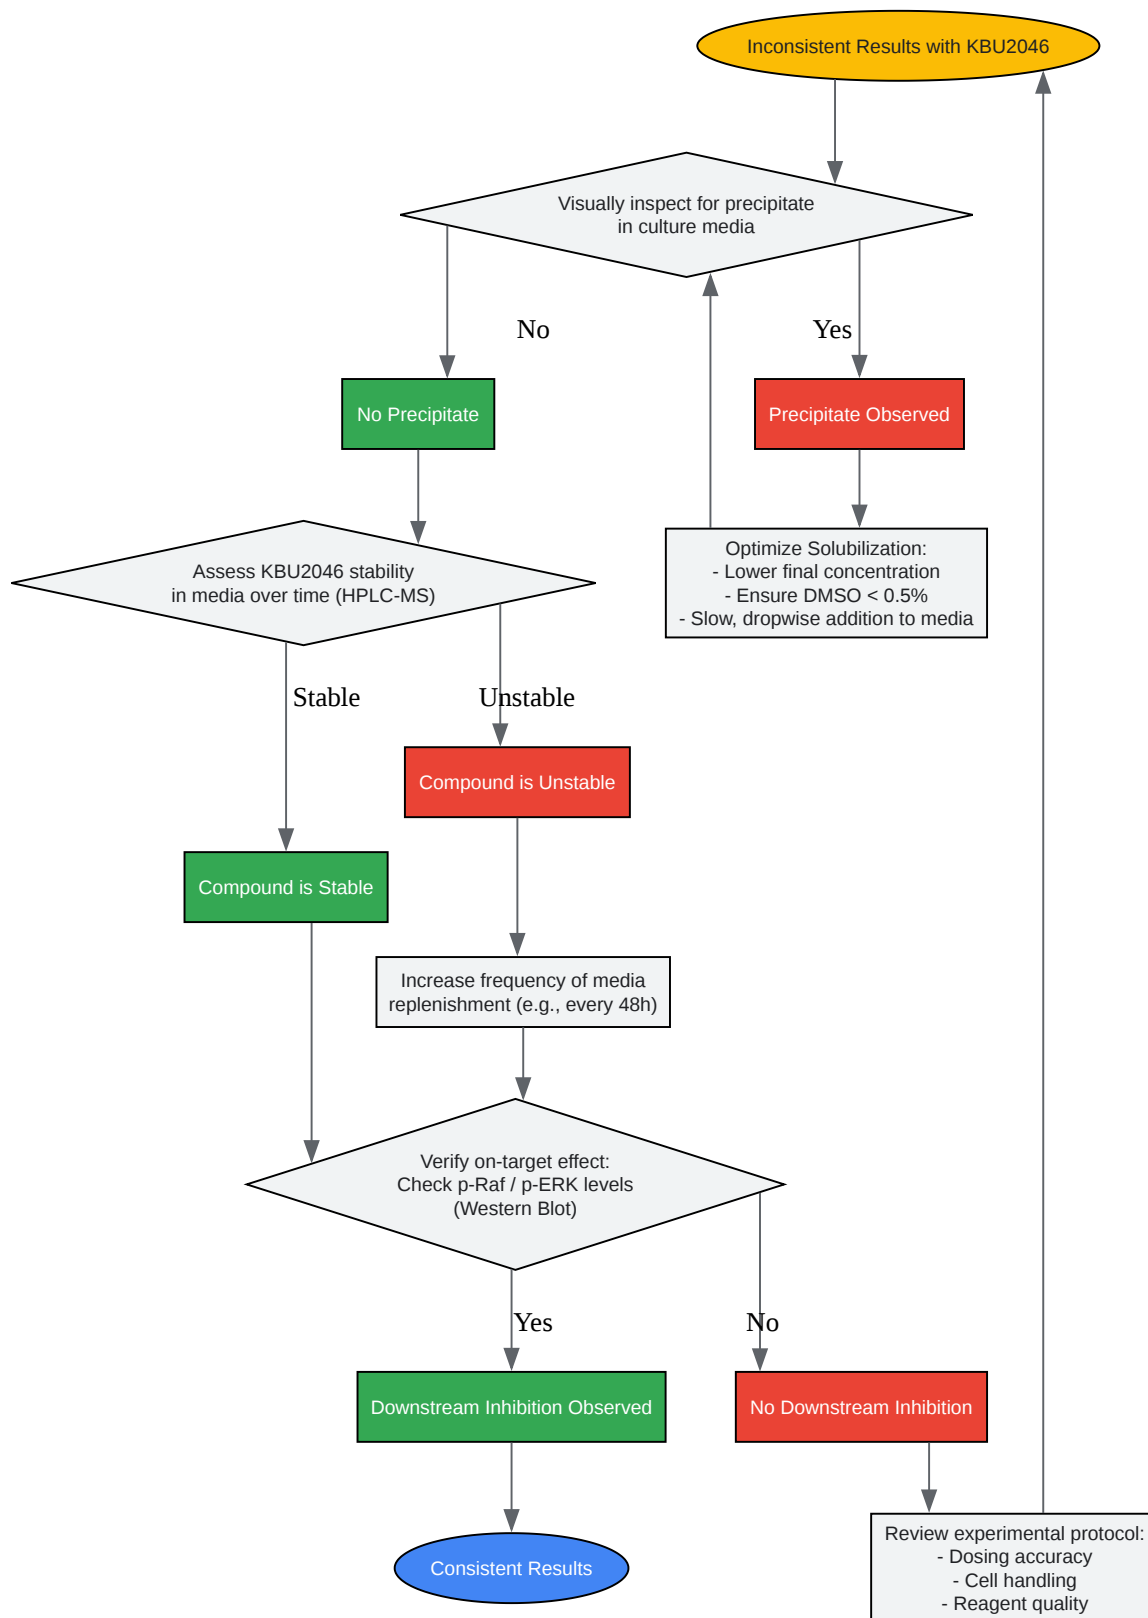 Inconsistent Results with KBU2046
Visually inspect for precipitate
in culture media
No
Yes
No Precipitate
Precipitate Observed
Optimize Solubilization:
- Lower final concentration
- Ensure DMSO < 0.5%
- Slow, dropwise addition to media
Assess KBU2046 stability
in media over time (HPLC-MS)
Stable
Unstable
Compound is Unstable
Compound is Stable
Increase frequency of media
replenishment (e.g., every 48h)
Verify on-target effect:
Check p-Raf / p-ERK levels
(Western Blot)
Yes
No
Downstream Inhibition Observed
No Downstream Inhibition
Consistent Results
Review experimental protocol:
- Dosing accuracy
- Cell handling
- Reagent quality